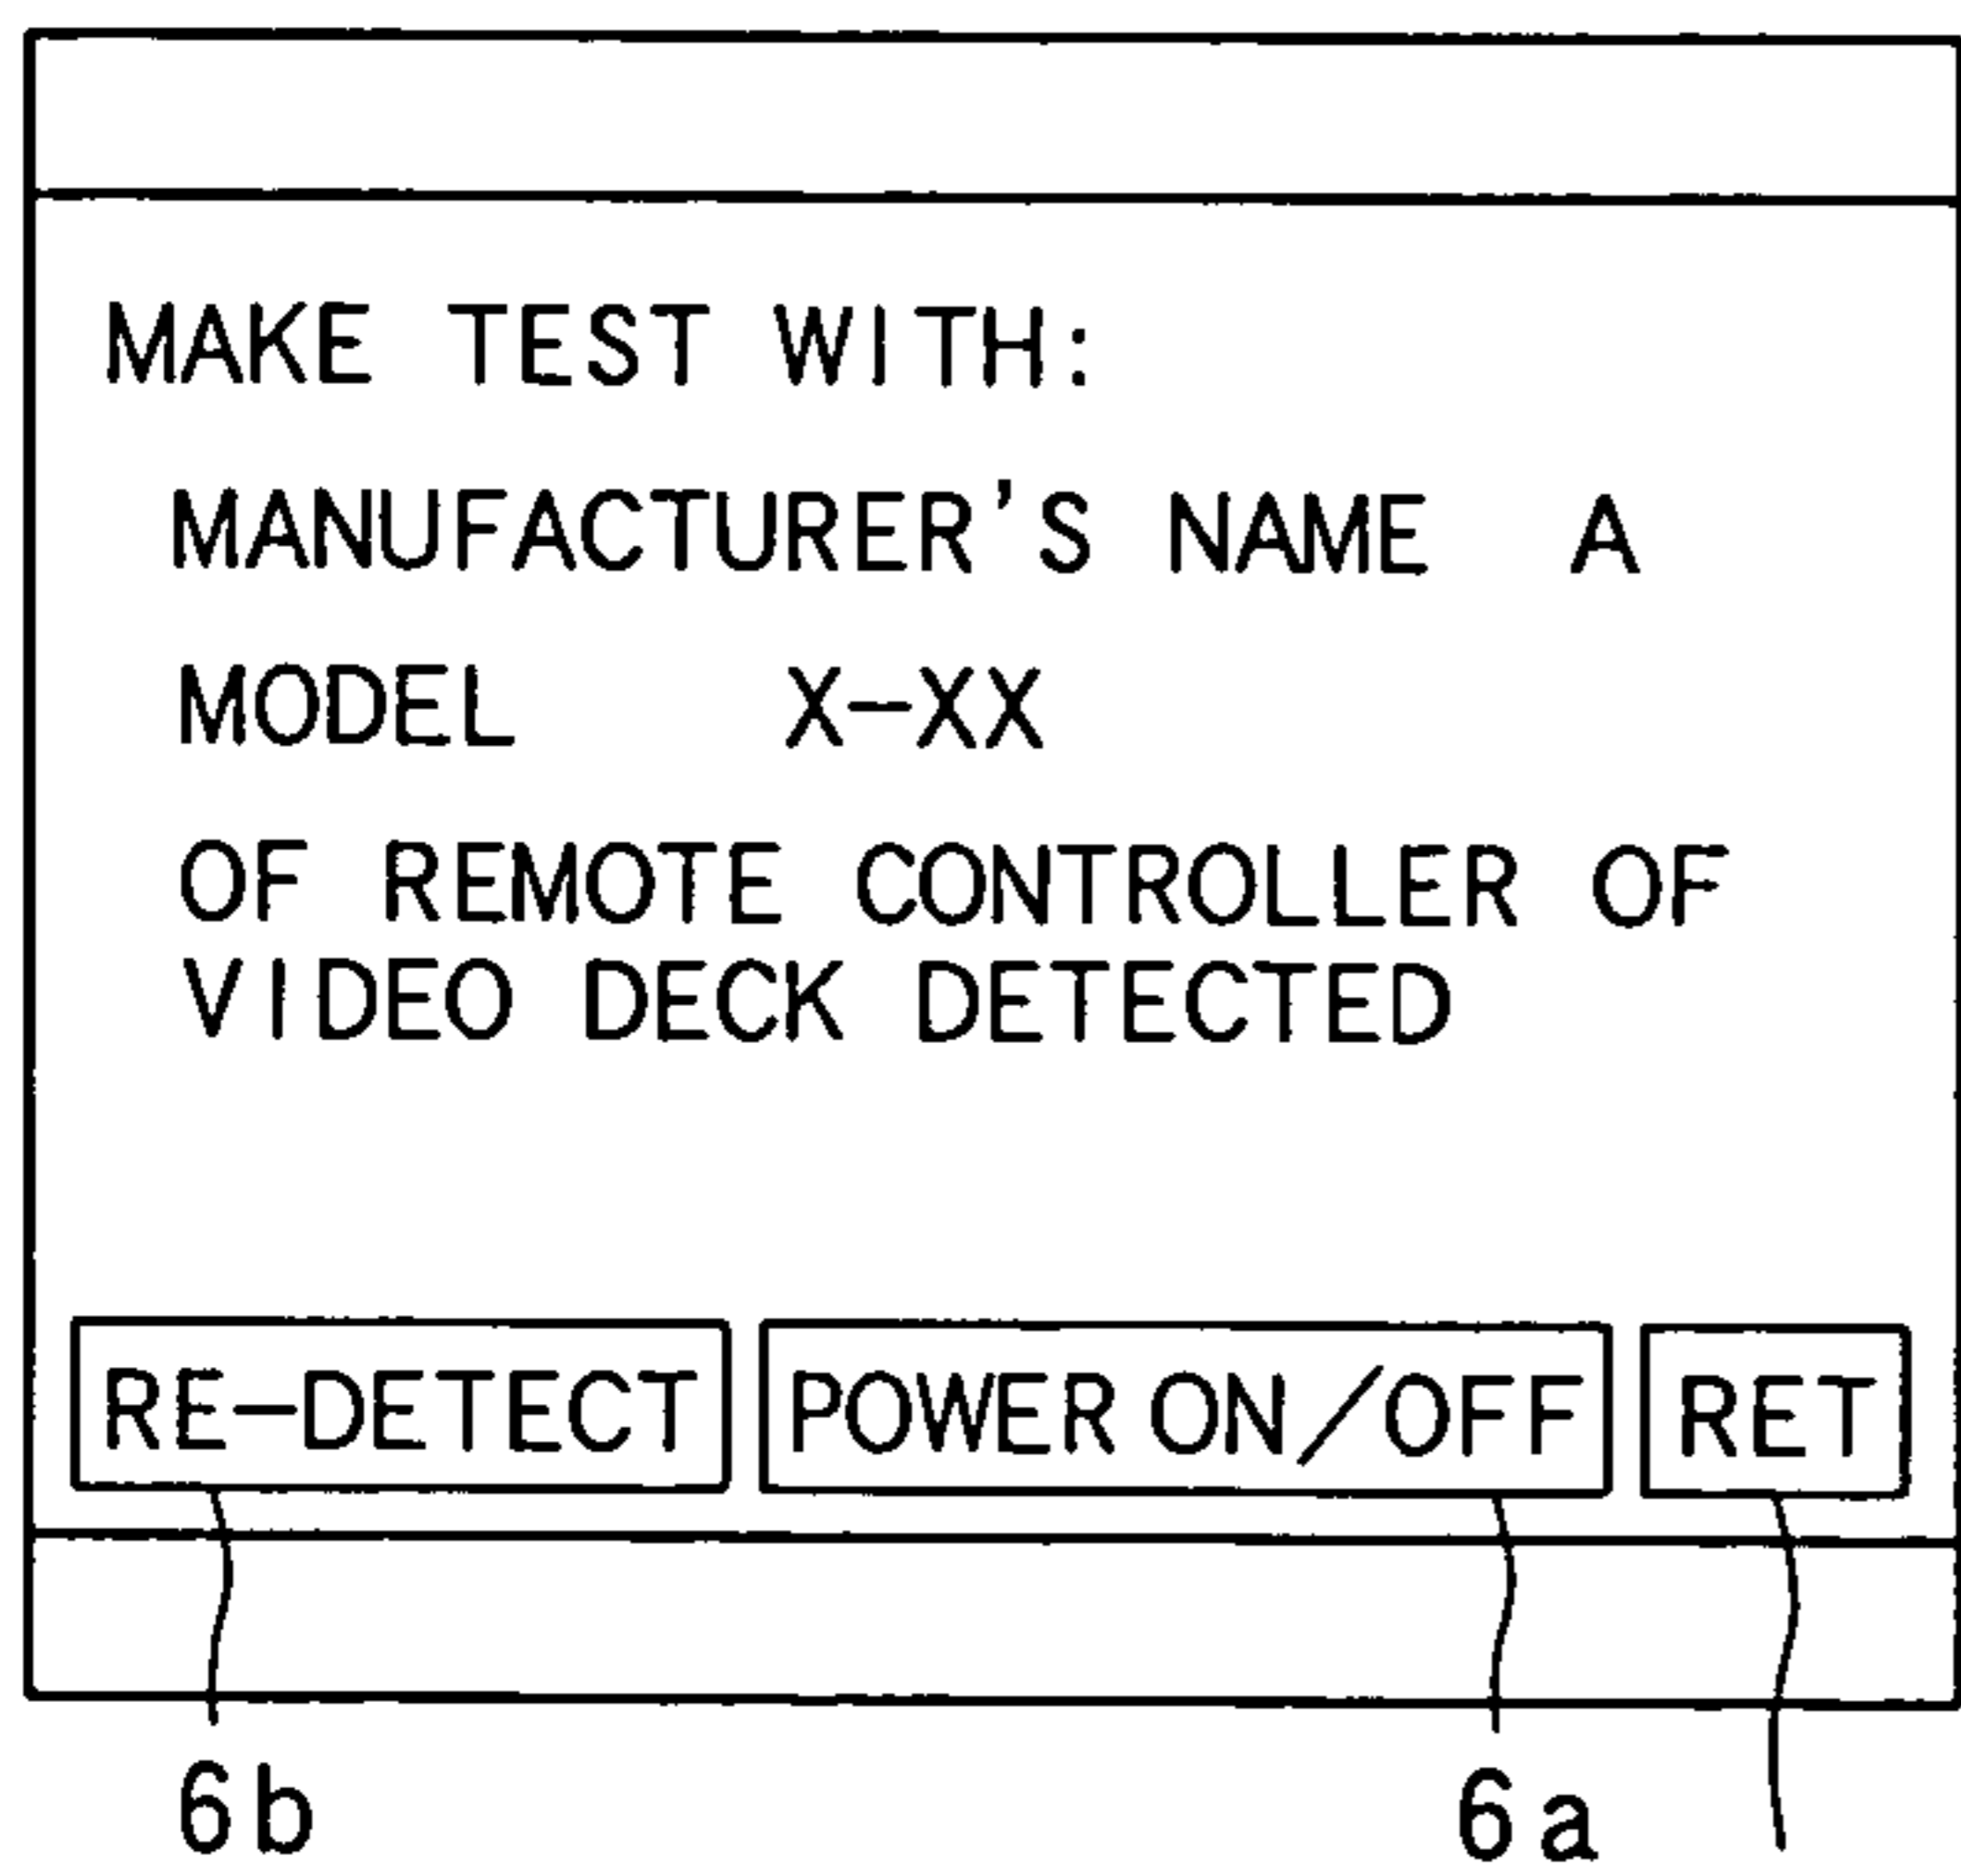 MAKE TEST WITH:
MANUFACTURER'S NAME A
MODEL X-XX
OF REMOTE CONTROLLER OF
VIDEO DECK DETECTED
RE-DETECT POWER ON/OFF RET
6b 6a